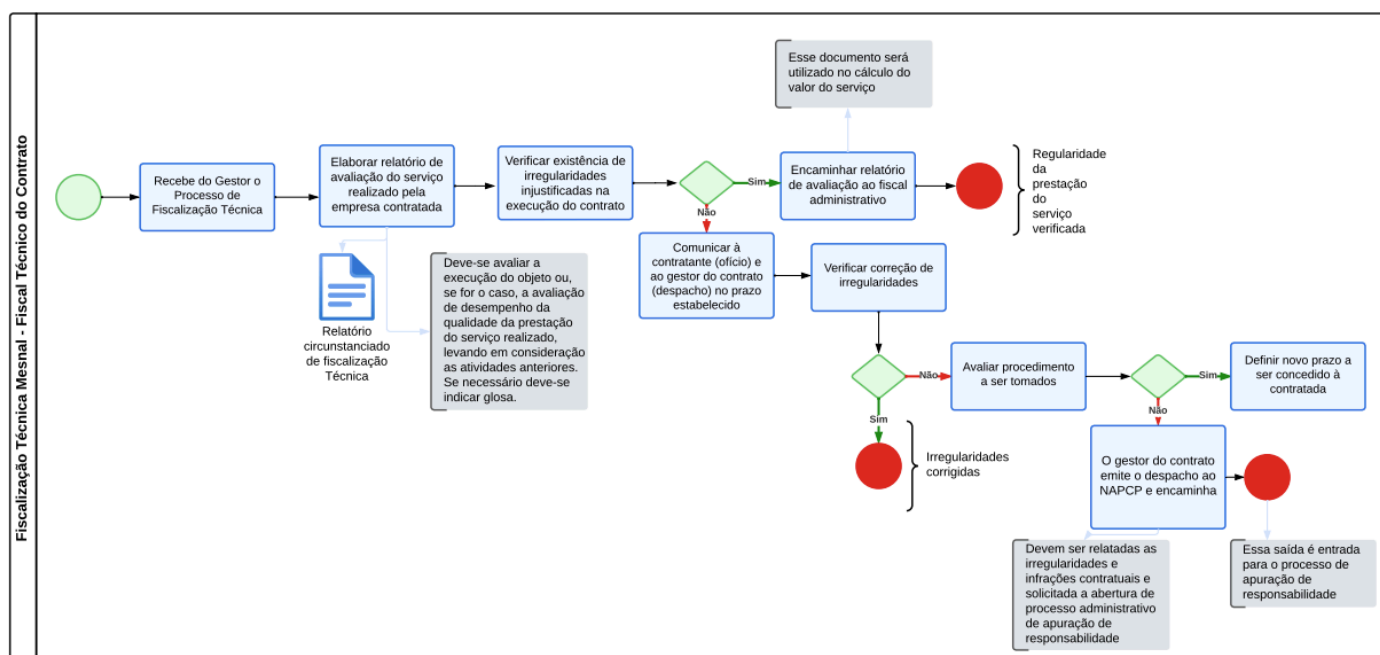 Fiscalização Técnica Mesnal - Fiscal Técnico do Contrato
Esse documento será
utilizado no cálculo do
valor do serviço
Recebe do Gestor o
Processo de
Fiscalização Técnica
Elaborar relatório de
avaliação do serviço
realizado pela
empresa contratada
Verificar existência de
irregularidades
injustificadas na
execução do contrato
Sim
Não
Encaminhar relatório
de avaliação ao fiscal
administrativo
Regularidade
da
prestação
do
serviço
verificada
Relatório
circunstanciado
de fiscalização
Técnica
Deve-se avaliar a
execução do objeto ou,
se for o caso, a avaliação
de desempenho da
qualidade da prestação
do serviço realizado,
levando em consideração
as atividades anteriores.
Se necessário deve-se
indicar glosa.
Comunicar à
contratante (ofício) e
ao gestor do contrato
(despacho) no prazo
estabelecido
Verificar correção de
irregularidades
Não
Sim
Irregularidades
corrigidas
Avaliar procedimento
a ser tomados
Sim
Não
Definir novo prazo a
ser concedido à
contratada
O gestor do contrato
emite o despacho ao
NAPCP e encaminha
Devem ser relatadas as
irregularidades e
infrações contratuais e
solicitada a abertura de
processo administrativo
de apuração de
responsabilidade
Essa saída é entrada
para o processo de
apuração de
responsabilidade